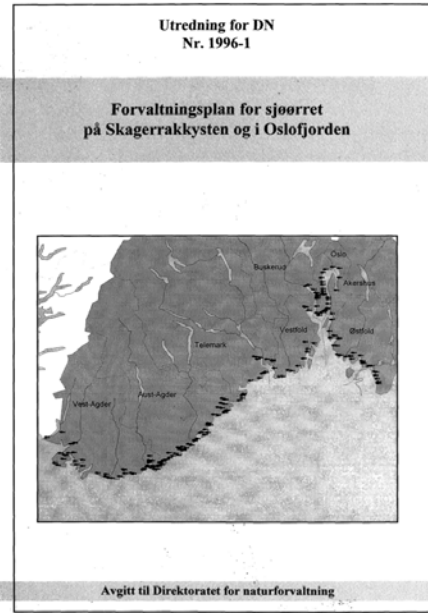 Utredning for DN
Nr. 1996-1
Forvaltningsplan for sjøørret
på Skagerrakkysten og i Oslofjorden
Oslo
Buskerud
Akershus
Vestfold
Østfold
Telemark
Aust-Agder
Vest-Agder
Avgitt til Direktoratet for naturforvaltning